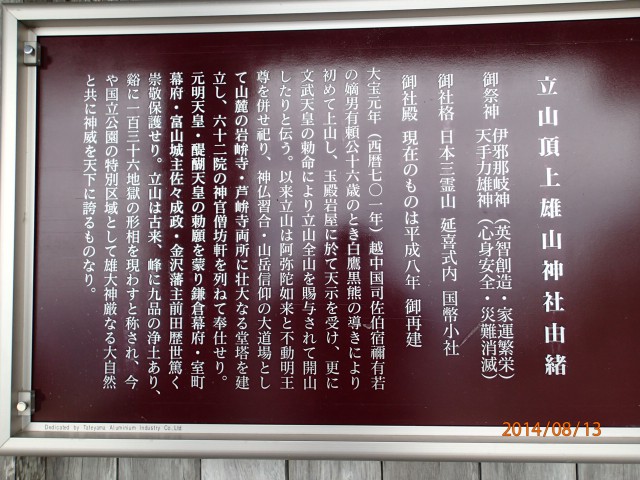 立山頂上雄山神社由緒
御祭神 伊邪那岐神（英智創造・家運繁栄）
天手力雄神（心身安全・災難消滅）
御社格 日本三霊山 延喜式内 国幣小社
御社殿 現在のものは平成八年 御再建
大宝元年（西暦七〇一年）越中国司佐伯宿禰有若
の嫡男有頼公十六歳のとき白鷹黒熊の導きにより
初めて上山し、玉殿岩屋に於て天示を受け、更に
文武天皇の勅命により立山全山を賜与されて開山
したりと伝う。以来立山は阿弥陀如来と不動明王
尊を併せ祀り、神仏習合・山岳信仰の大道場とし
て山麓の岩峅寺・芦峅寺両所に壮大なる堂塔を建
立し、六十二院の神官僧坊軒を列ねて奉仕せり。
元明天皇・醍醐天皇の勅願を蒙り鎌倉幕府・室町
幕府・富山城主佐々成政・金沢藩主前田歴世篤く
崇敬保護せり。立山は古来、峰に九品の浄土あり、
谿に一百三十六地獄の形相を現わすと称され、今
や国立公園の特別区域として雄大神厳なる大自然
と共に神威を天下に誇るものなり。
Dedicated by Tateyama Aluminium Industry Co.,Ltd.
2014/08/13